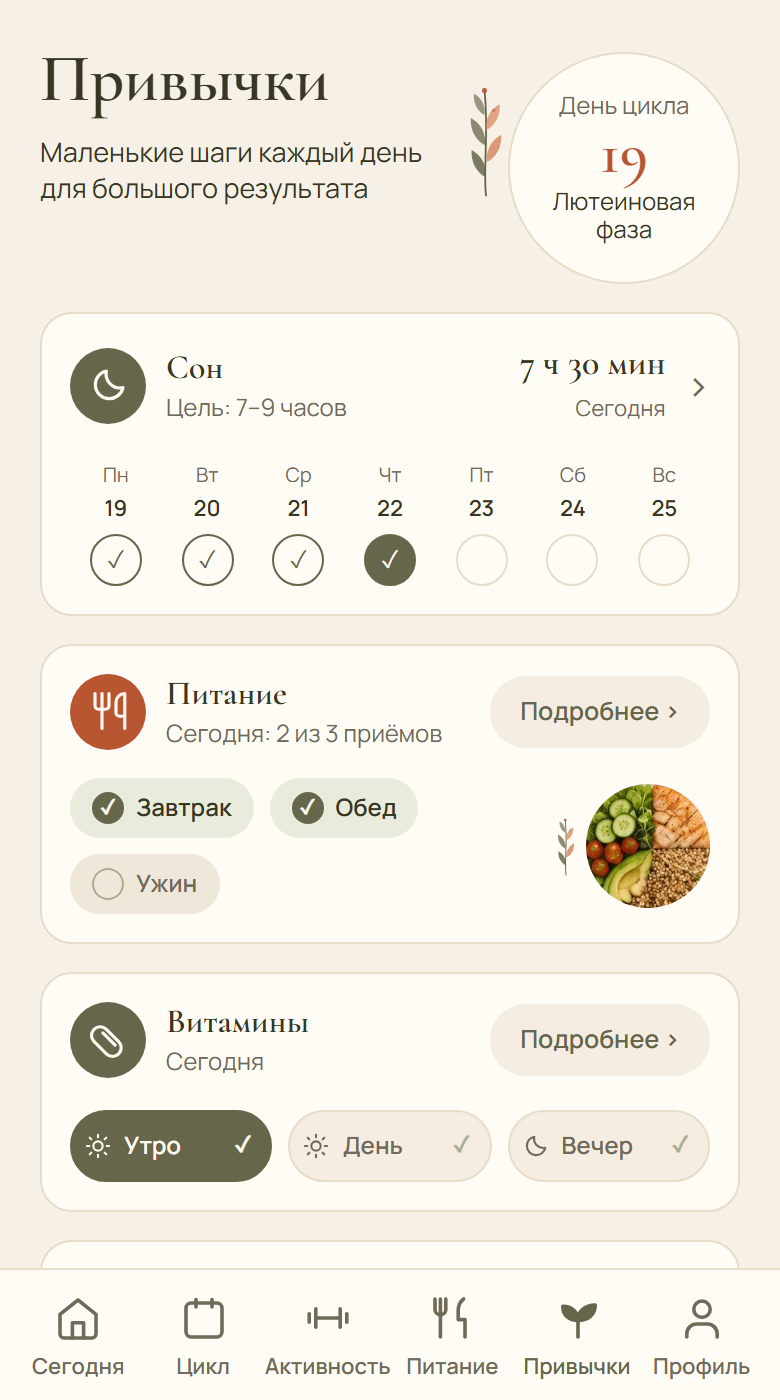 Привычки
Маленькие шаги каждый день
для большого результата
День цикла
19
Лютеиновая
фаза
Сон
Цель: 7–9 часов
7 ч 30 мин
Сегодня
Пн Вт Ср Чт Пт Сб Вс
19 20 21 22 23 24 25
Питание
Сегодня: 2 из 3 приёмов
Подробнее
Завтрак Обед
Ужин
Витамины
Сегодня
Подробнее
Утро День Вечер
Сегодня Цикл Активность Питание Привычки Профиль